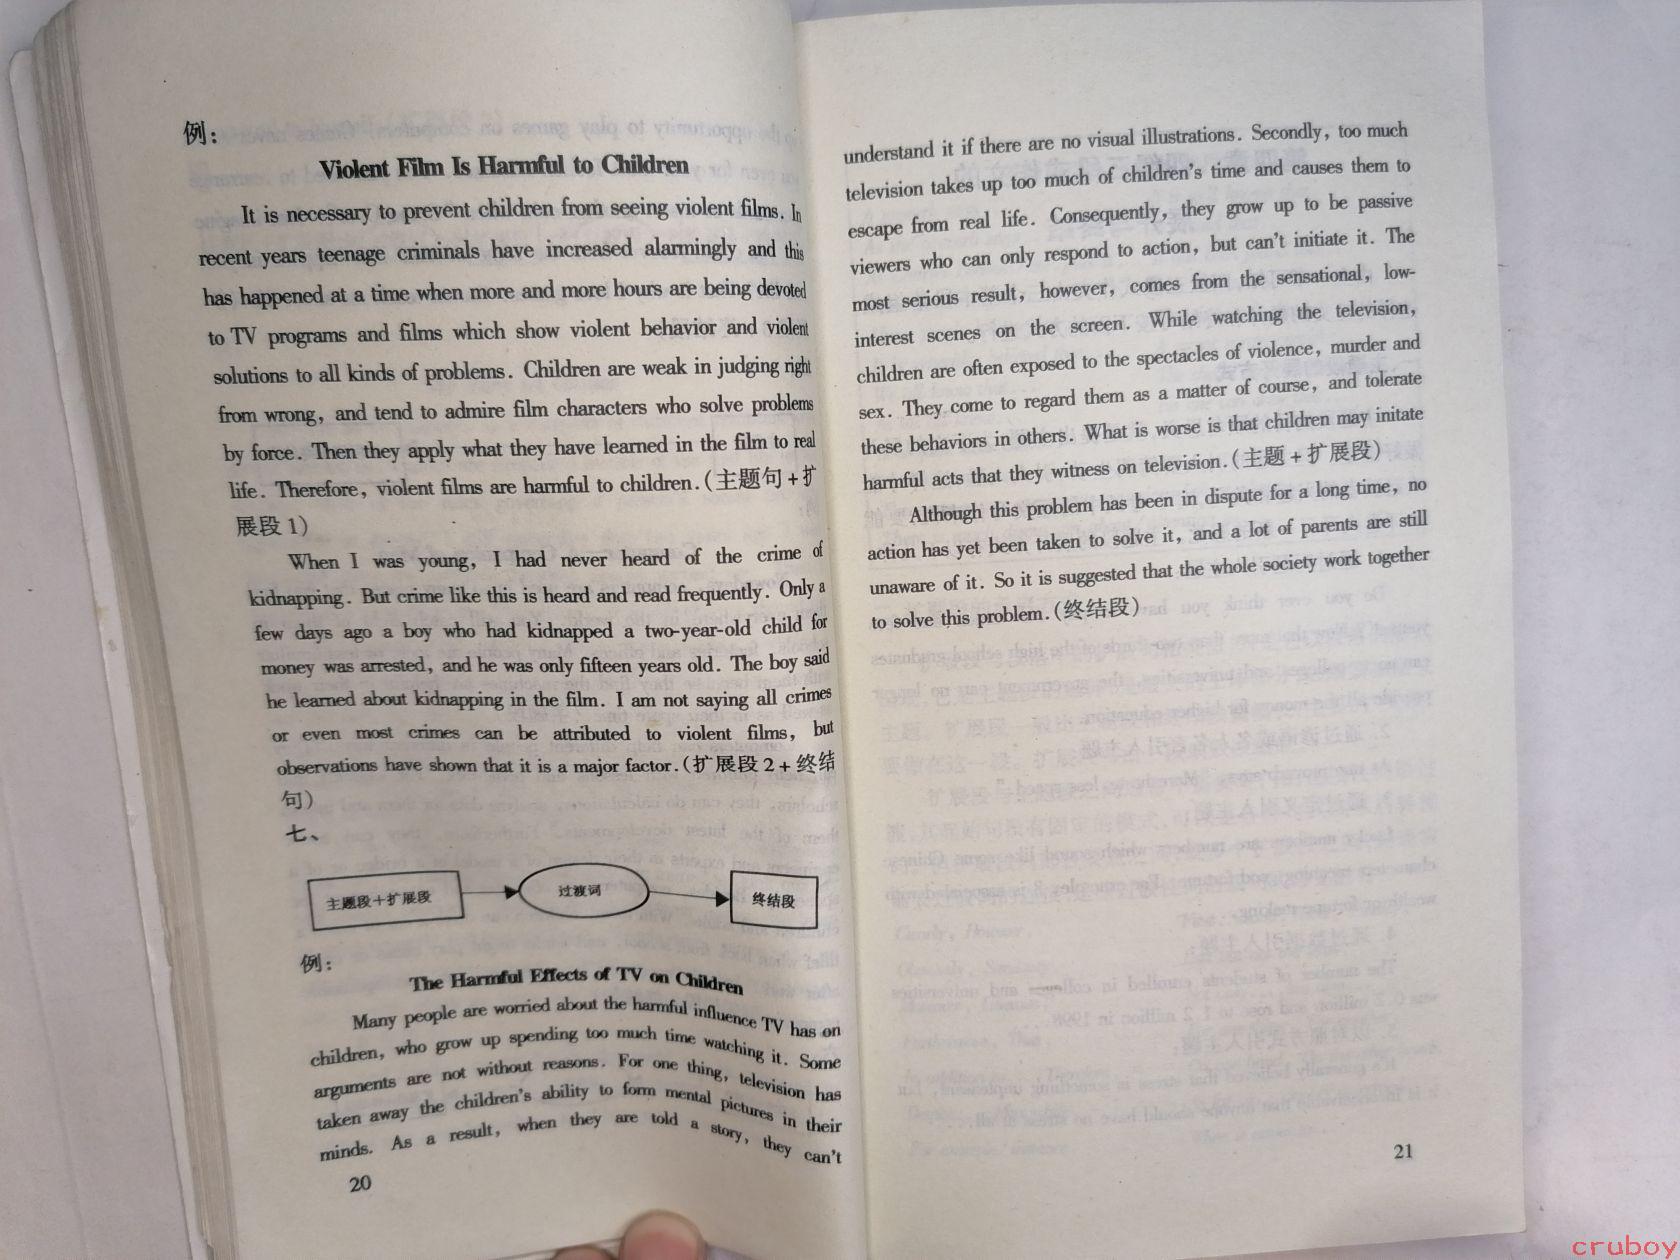 例：
Violent Film Is Harmful to Children
It is necessary to prevent children from seeing violent films. In
recent years teenage criminals have increased alarmingly and this
has happened at a time when more and more hours are being devoted
to TV programs and films which show violent behavior and violent
solutions to all kinds of problems. Children are weak in judging right
from wrong, and tend to admire film characters who solve problems
by force. Then they apply what they have learned in the film to real
life. Therefore, violent films are harmful to children.(主题句+扩
展段1)
When I was young, I had never heard of the crime of
kidnapping. But crime like this is heard and read frequently. Only a
few days ago a boy who had kidnapped a two-year-old child for
money was arrested, and he was only fifteen years old. The boy said
he learned about kidnapping in the film. I am not saying all crimes
or even most crimes can be attributed to violent films, but
observations have shown that it is a major factor.(扩展段2+终结
句)
七、
主题段+扩展段 过渡词 终结段
例：
The Harmful Effects of TV on Children
Many people are worried about the harmful influence TV has on
children, who grow up spending too much time watching it. Some
arguments are not without reasons. For one thing, television has
taken away the children's ability to form mental pictures in their
minds. As a result, when they are told a story, they can't
20
understand it if there are no visual illustrations. Secondly, too much
television takes up too much of children's time and causes them to
escape from real life. Consequently, they grow up to be passive
viewers who can only respond to action, but can't initiate it. The
most serious result, however, comes from the sensational, low-
interest scenes on the screen. While watching the television,
children are often exposed to the spectacles of violence, murder and
sex. They come to regard them as a matter of course, and tolerate
these behaviors in others. What is worse is that children may initate
harmful acts that they witness on television.(主题+扩展段)
Although this problem has been in dispute for a long time, no
action has yet been taken to solve it, and a lot of parents are still
unaware of it. So it is suggested that the whole society work together
to solve this problem.(终结段)
21
cruboy